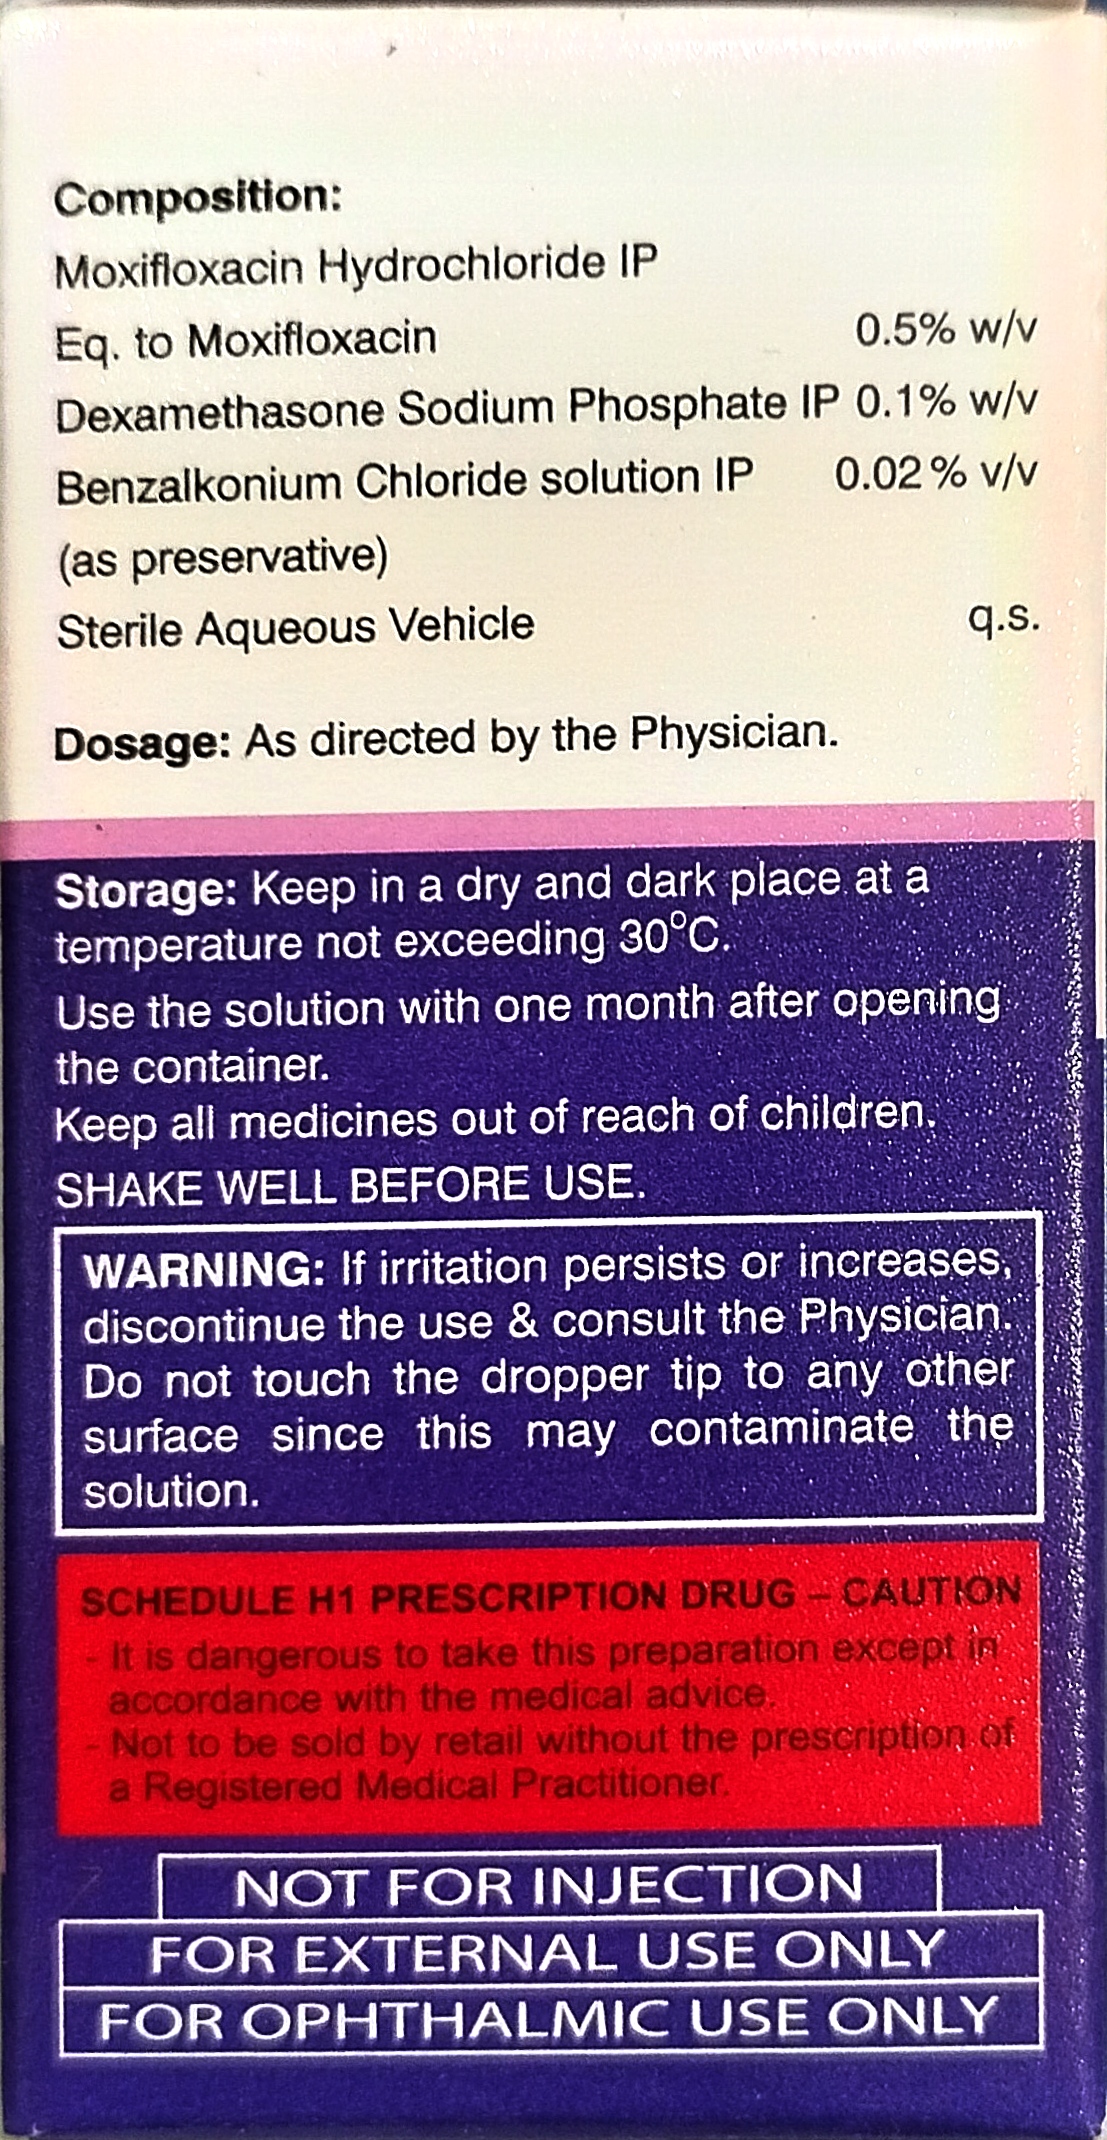 Composition:
Moxifloxacin Hydrochloride IP
Eq. to Moxifloxacin 0.5% w/v
Dexamethasone Sodium Phosphate IP 0.1% w/v
Benzalkonium Chloride solution IP 0.02% v/v
(as preservative)
Sterile Aqueous Vehicle q.s.
Dosage: As directed by the Physician.
Storage: Keep in a dry and dark place at a
temperature not exceeding 30°C.
Use the solution with one month after opening
the container.
Keep all medicines out of reach of children.
SHAKE WELL BEFORE USE.
WARNING: If irritation persists or increases,
discontinue the use & consult the Physician.
Do not touch the dropper tip to any other
surface since this may contaminate the
solution.
SCHEDULE H1 PRESCRIPTION DRUG – CAUTION
- It is dangerous to take this preparation except in
accordance with the medical advice.
- Not to be sold by retail without the prescription of
a Registered Medical Practitioner.
NOT FOR INJECTION
FOR EXTERNAL USE ONLY
FOR OPHTHALMIC USE ONLY